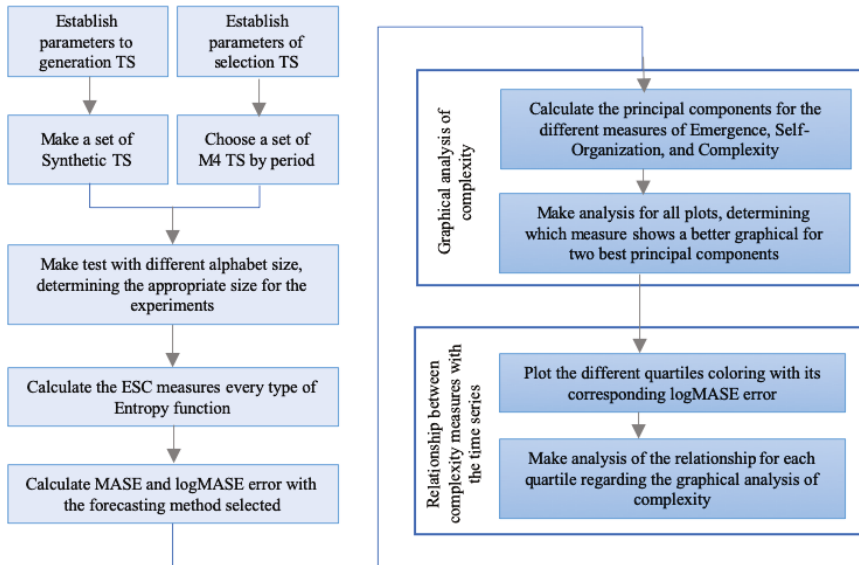 Establish
parameters to
generation TS
Establish
parameters of
selection TS
Make a set of
Synthetic TS
Choose a set of
M4 TS by period
Make test with different alphabet size,
determining the appropriate size for the
experiments
Calculate the ESC measures every type of
Entropy function
Calculate MASE and logMASE error with
the forecasting method selected
Graphical analysis of
complexity
Calculate the principal components for the
different measures of Emergence, Self-
Organization, and Complexity
Make analysis for all plots, determining
which measure shows a better graphical for
two best principal components
Relationship between
complexity measures with
the time series
Plot the different quartiles coloring with its
corresponding logMASE error
Make analysis of the relationship for each
quartile regarding the graphical analysis of
complexity